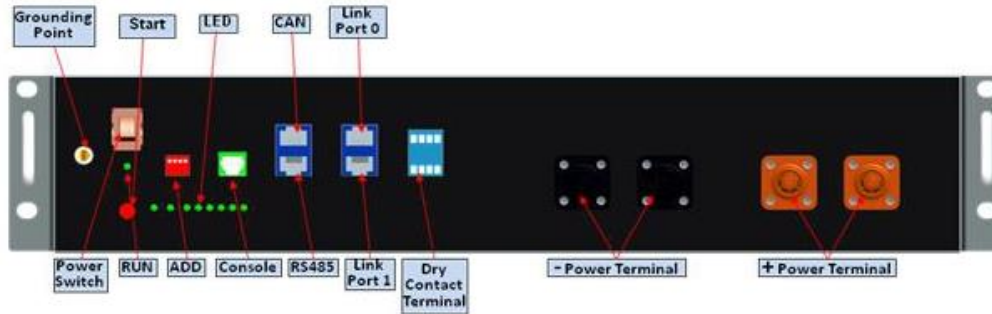 Grounding
Point
Start
LED
CAN
Link
Port 0
Power
Switch
RUN
ADD
Console
RS485
Link
Port 1
Dry
Contact
Terminal
- Power Terminal
+ Power Terminal